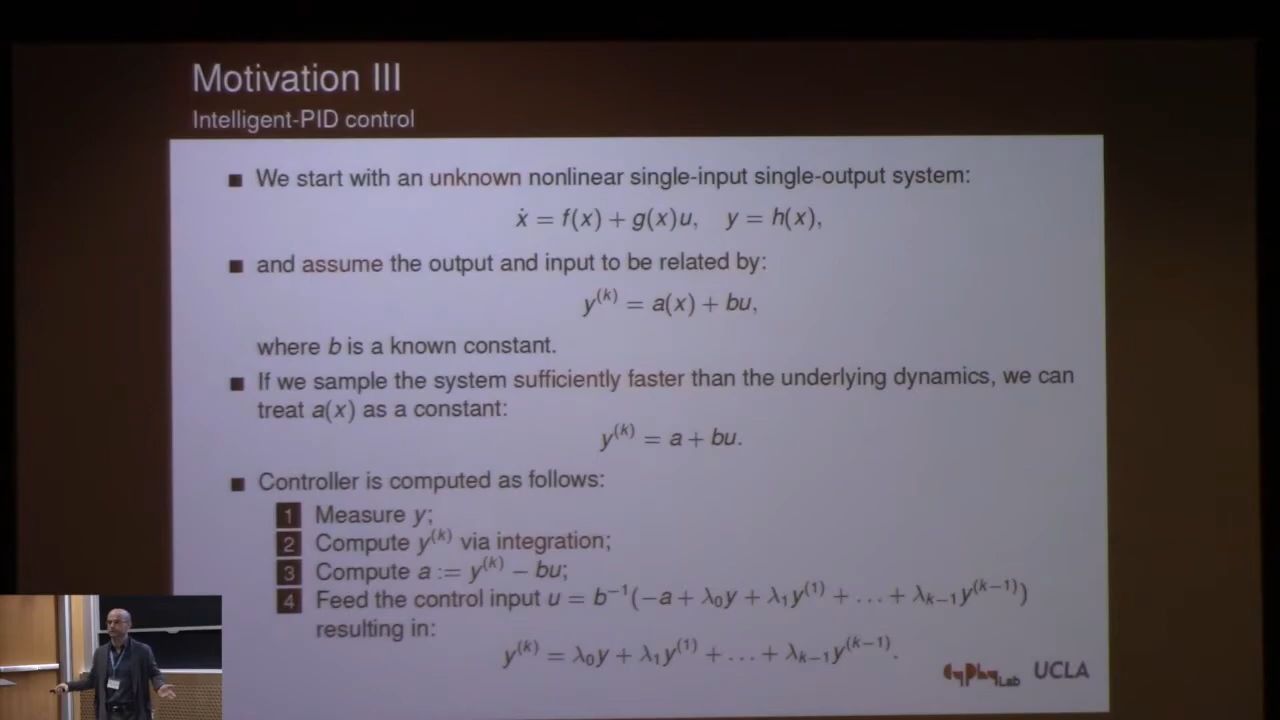 Motivation III
Intelligent-PID control
■ We start with an unknown nonlinear single-input single-output system:
ẋ = f(x) + g(x)u, y = h(x),
■ and assume the output and input to be related by:
y^(k) = a(x) + bu,
where b is a known constant.
■ If we sample the system sufficiently faster than the underlying dynamics, we can
treat a(x) as a constant:
y^(k) = a + bu.
■ Controller is computed as follows:
1 Measure y;
2 Compute y^(k) via integration;
3 Compute a := y^(k) − bu;
4 Feed the control input u = b⁻¹(−a + λ₀y + λ₁y^(1) + … + λₖ₋₁y^(k−1))
resulting in:
y^(k) = λ₀y + λ₁y^(1) + … + λₖ₋₁y^(k−1).
CyPhyLab UCLA